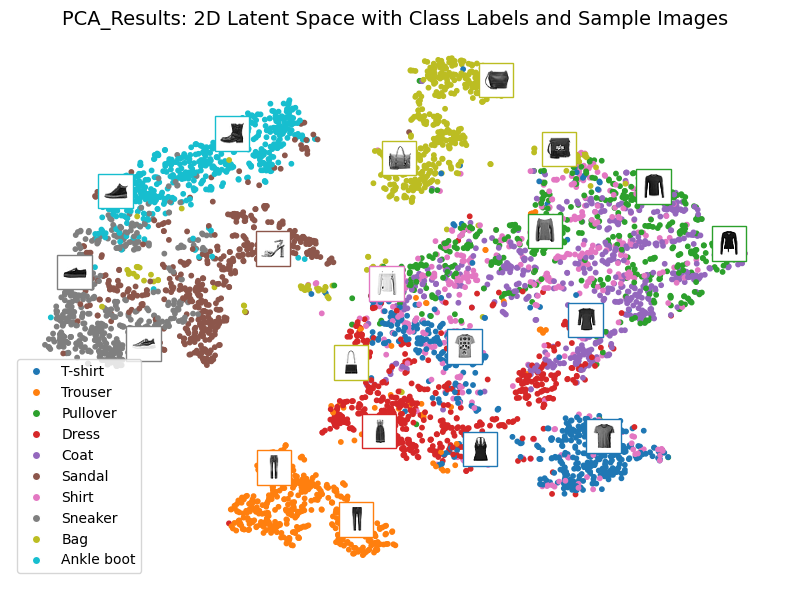 PCA_Results: 2D Latent Space with Class Labels and Sample Images
T-shirt
Trouser
Pullover
Dress
Coat
Sandal
Shirt
Sneaker
Bag
Ankle boot